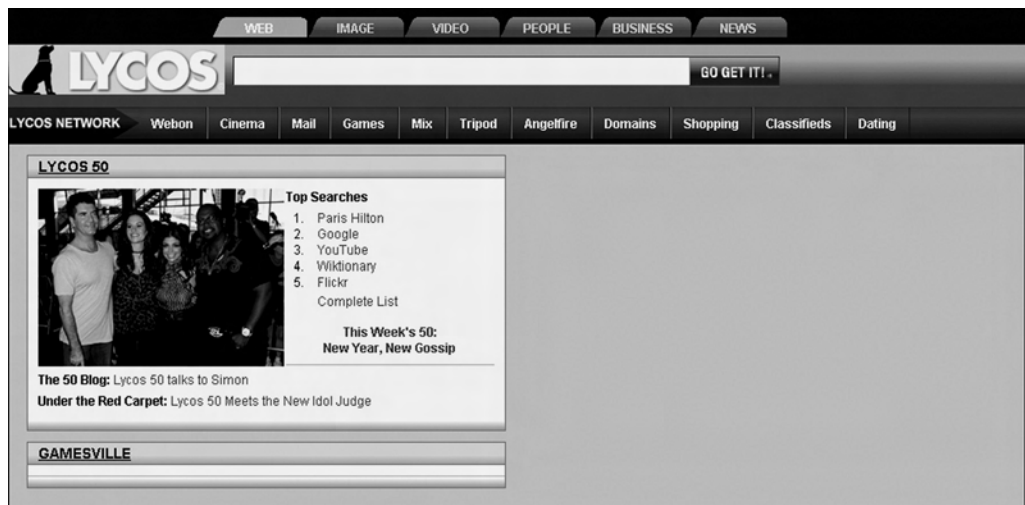 WEB IMAGE VIDEO PEOPLE BUSINESS NEWS
LYCOS
GO GET IT!
LYCOS NETWORK Webon Cinema Mail Games Mix Tripod Angelfire Domains Shopping Classifieds Dating
LYCOS 50
Top Searches
1. Paris Hilton
2. Google
3. YouTube
4. Wiktionary
5. Flickr
Complete List
This Week's 50:
New Year, New Gossip
The 50 Blog: Lycos 50 talks to Simon
Under the Red Carpet: Lycos 50 Meets the New Idol Judge
GAMESVILLE